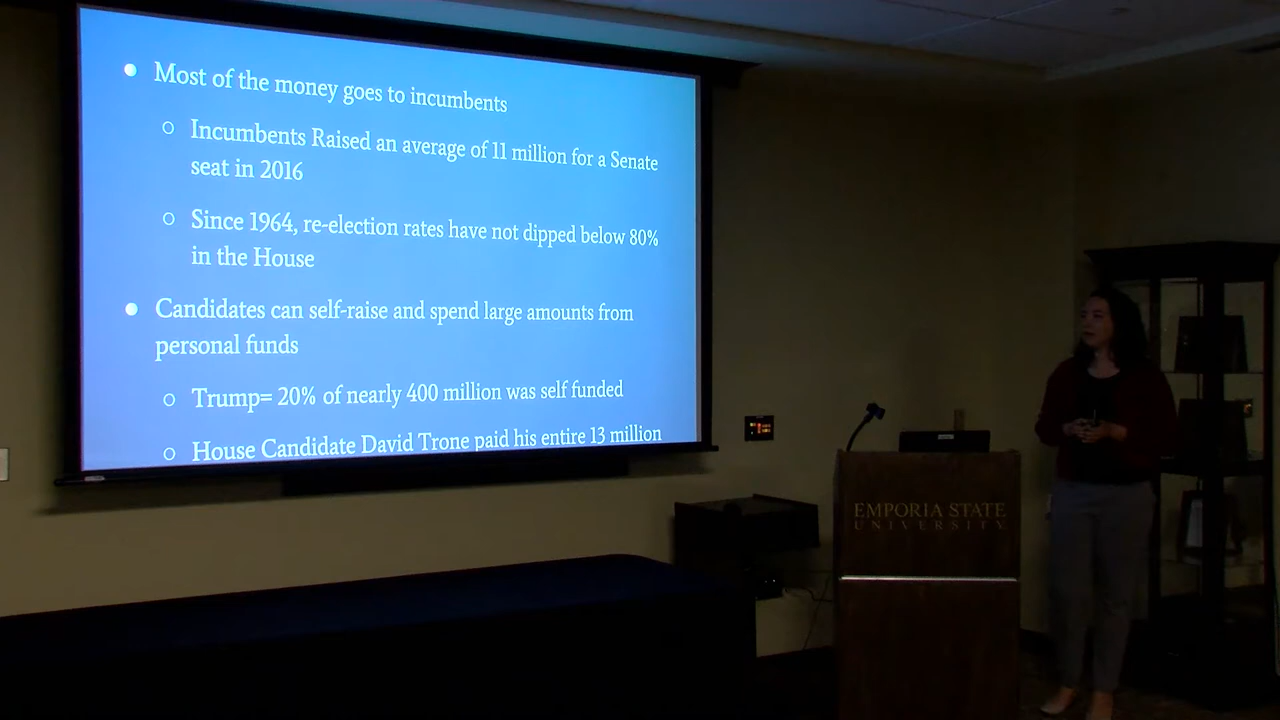 Most of the money goes to incumbents
Incumbents Raised an average of 11 million for a Senate
seat in 2016
Since 1964, re-election rates have not dipped below 80%
in the House
Candidates can self-raise and spend large amounts from
personal funds
Trump= 20% of nearly 400 million was self funded
House Candidate David Trone paid his entire 13 million
EMPORIA STATE
UNIVERSITY